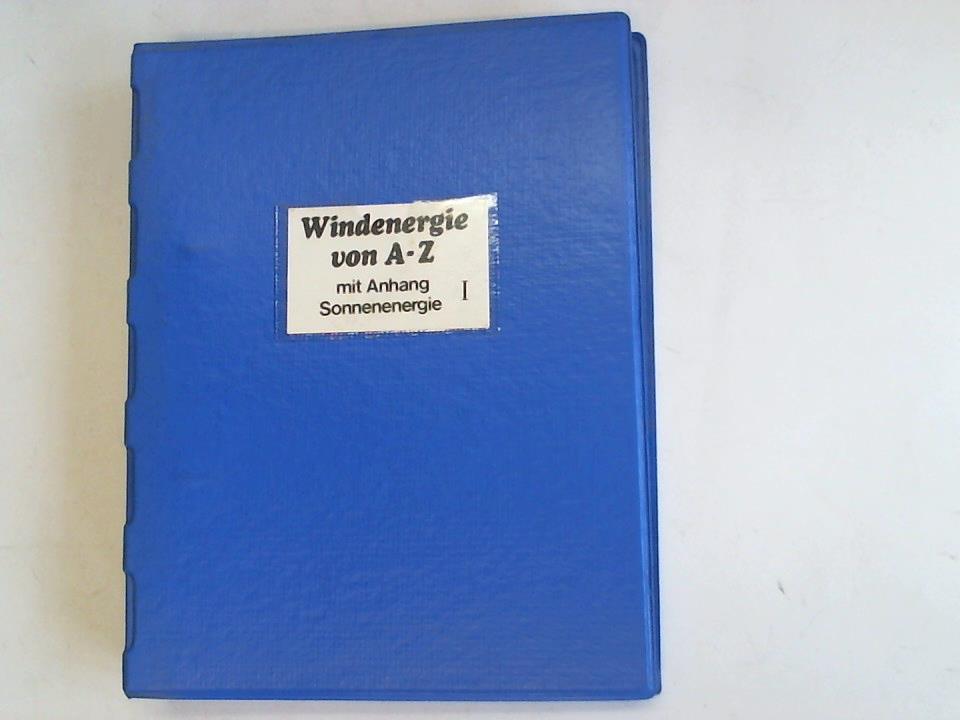 Windenergie
von A-Z
mit Anhang
Sonnenenergie I